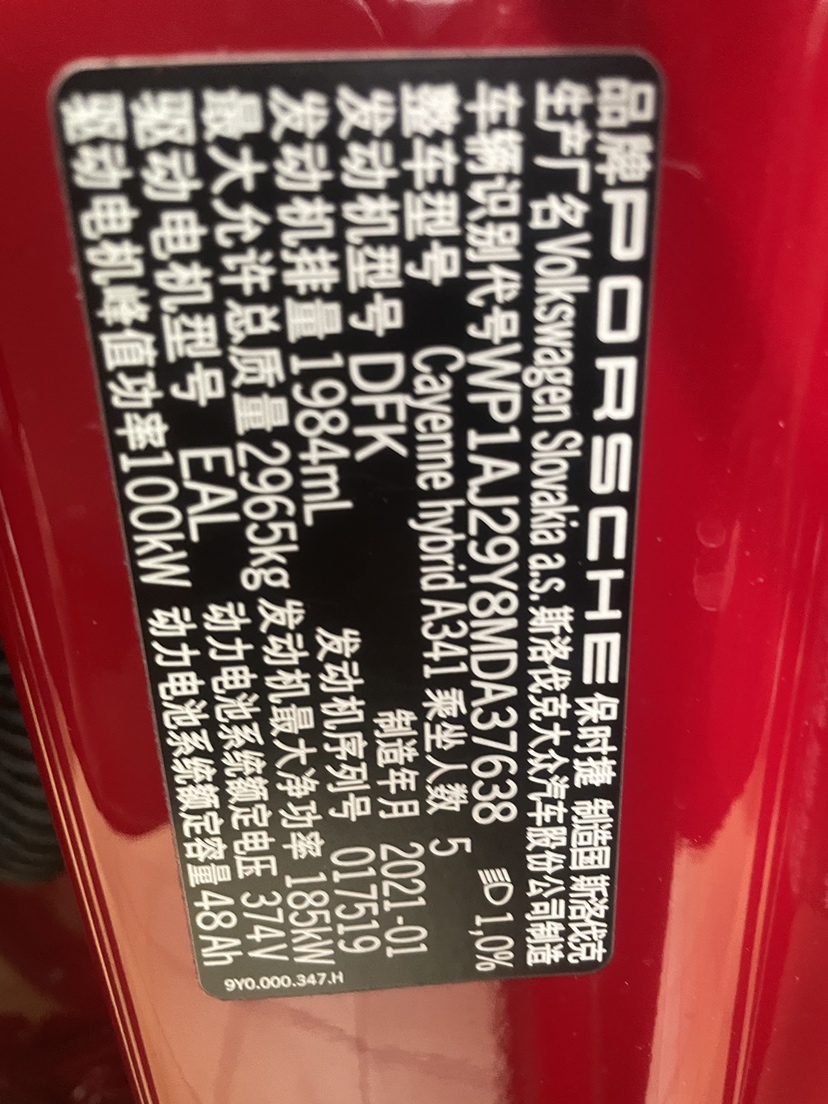 品牌 PORSCHE 保时捷 制造国 斯洛伐克
生产厂名 Volkswagen Slovakia a.s. 斯洛伐克大众汽车股份公司制造
车辆识别代号 WP1AJ29Y8MDA37638 1,0%
整车型号 Cayenne hybrid A341 乘坐人数 5
发动机型号 DFK 制造年月 2021-01
发动机排量 1984mL 发动机序列号 017519
最大允许总质量 2965kg 发动机最大净功率 185kW
驱动电机型号 EAL 动力电池系统额定电压 374V
驱动电机峰值功率 100kW 动力电池系统额定容量 48Ah
9Y0.000.347.H